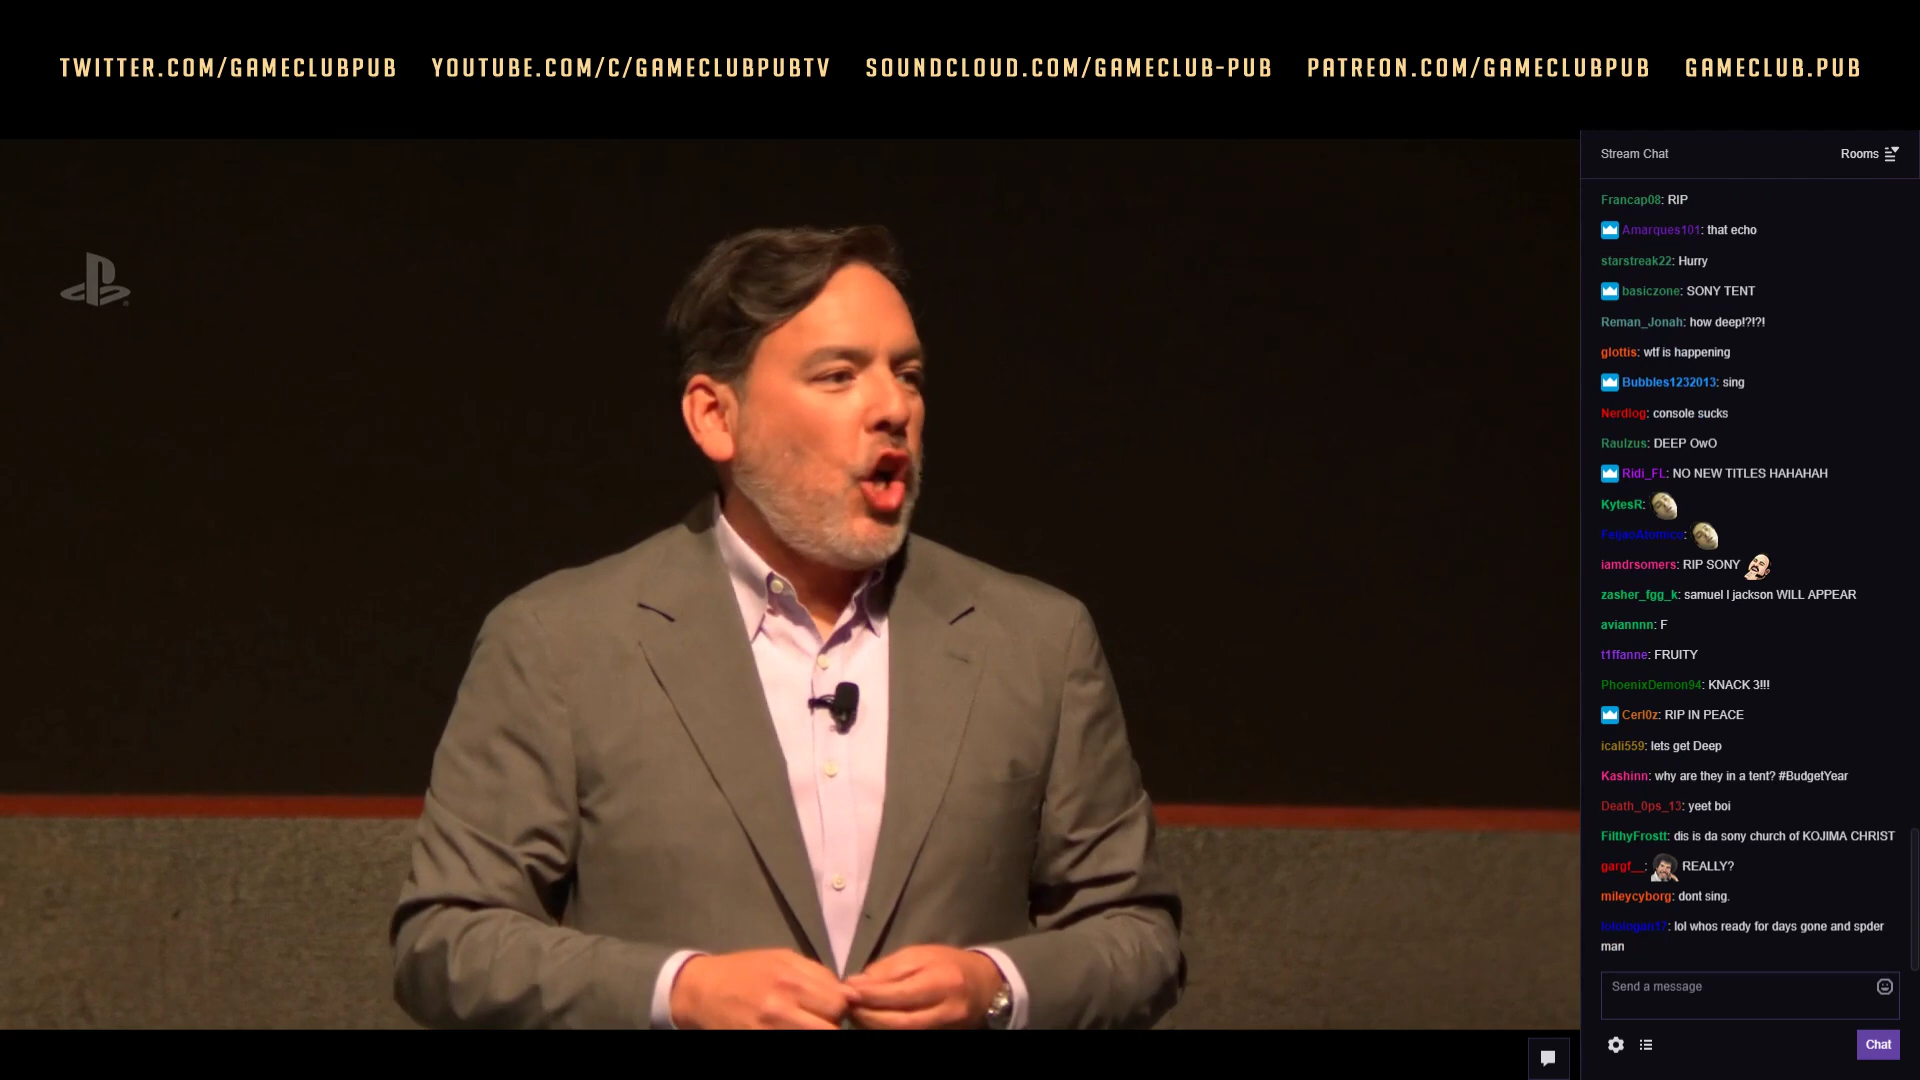 TWITTER.COM/GAMECLUBPUB YOUTUBE.COM/C/GAMECLUBPUBTV SOUNDCLOUD.COM/GAMECLUB-PUB PATREON.COM/GAMECLUBPUB GAMECLUB.PUB
Stream Chat Rooms
Francap08: RIP
Amarques101: that echo
starstreak22: Hurry
basiczone: SONY TENT
Reman_Jonah: how deep!?!?!
glottis: wtf is happening
Bubbles1232013: sing
Nerdlog: console sucks
Raulzus: DEEP OwO
Ridi_FL: NO NEW TITLES HAHAHAH
KytesR:
FeijaoAtomico:
iamdrsomers: RIP SONY
zasher_fgg_k: samuel l jackson WILL APPEAR
aviannnn: F
t1ffanne: FRUITY
PhoenixDemon94: KNACK 3!!!
Cerl0z: RIP IN PEACE
icali559: lets get Deep
Kashinn: why are they in a tent? #BudgetYear
Death_0ps_13: yeet boi
FilthyFrostt: dis is da sony church of KOJIMA CHRIST
gargf__: REALLY?
mileycyborg: dont sing.
lolologan17: lol whos ready for days gone and spder
man
Send a message
Chat